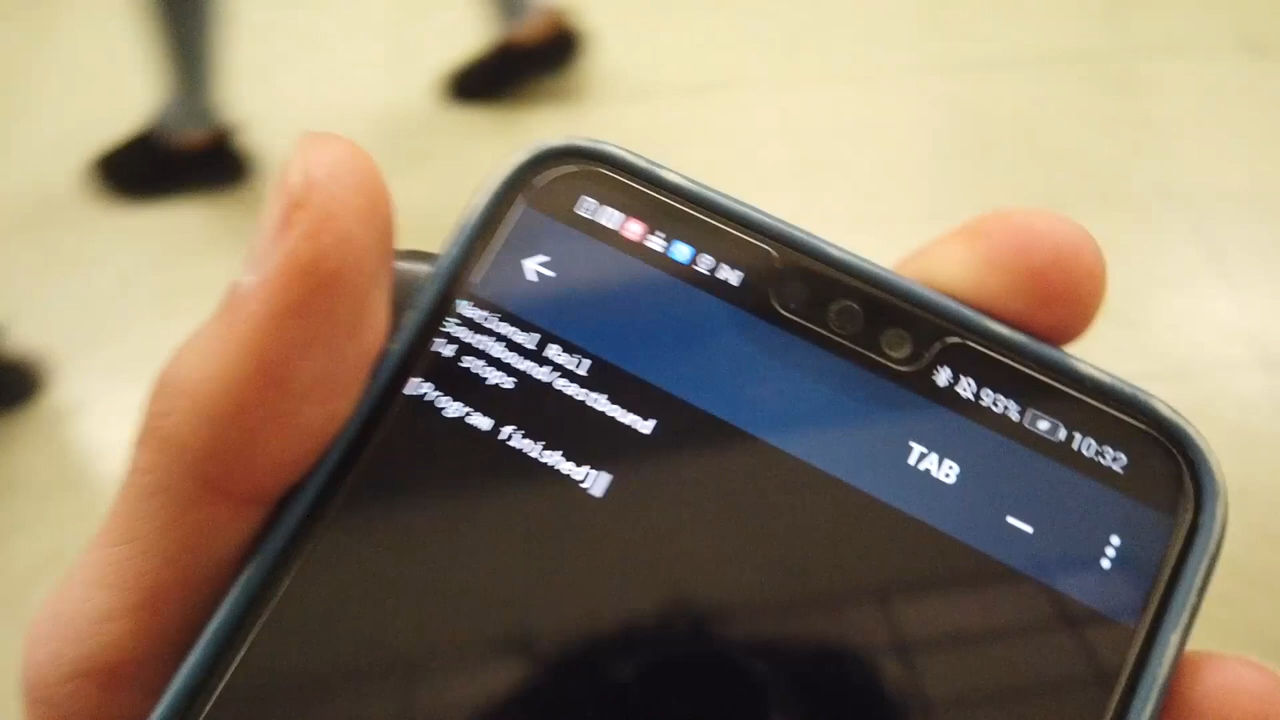 93% 10:32
TAB
National Rail
Southbound/eastbound
14 stops
[Program finished]